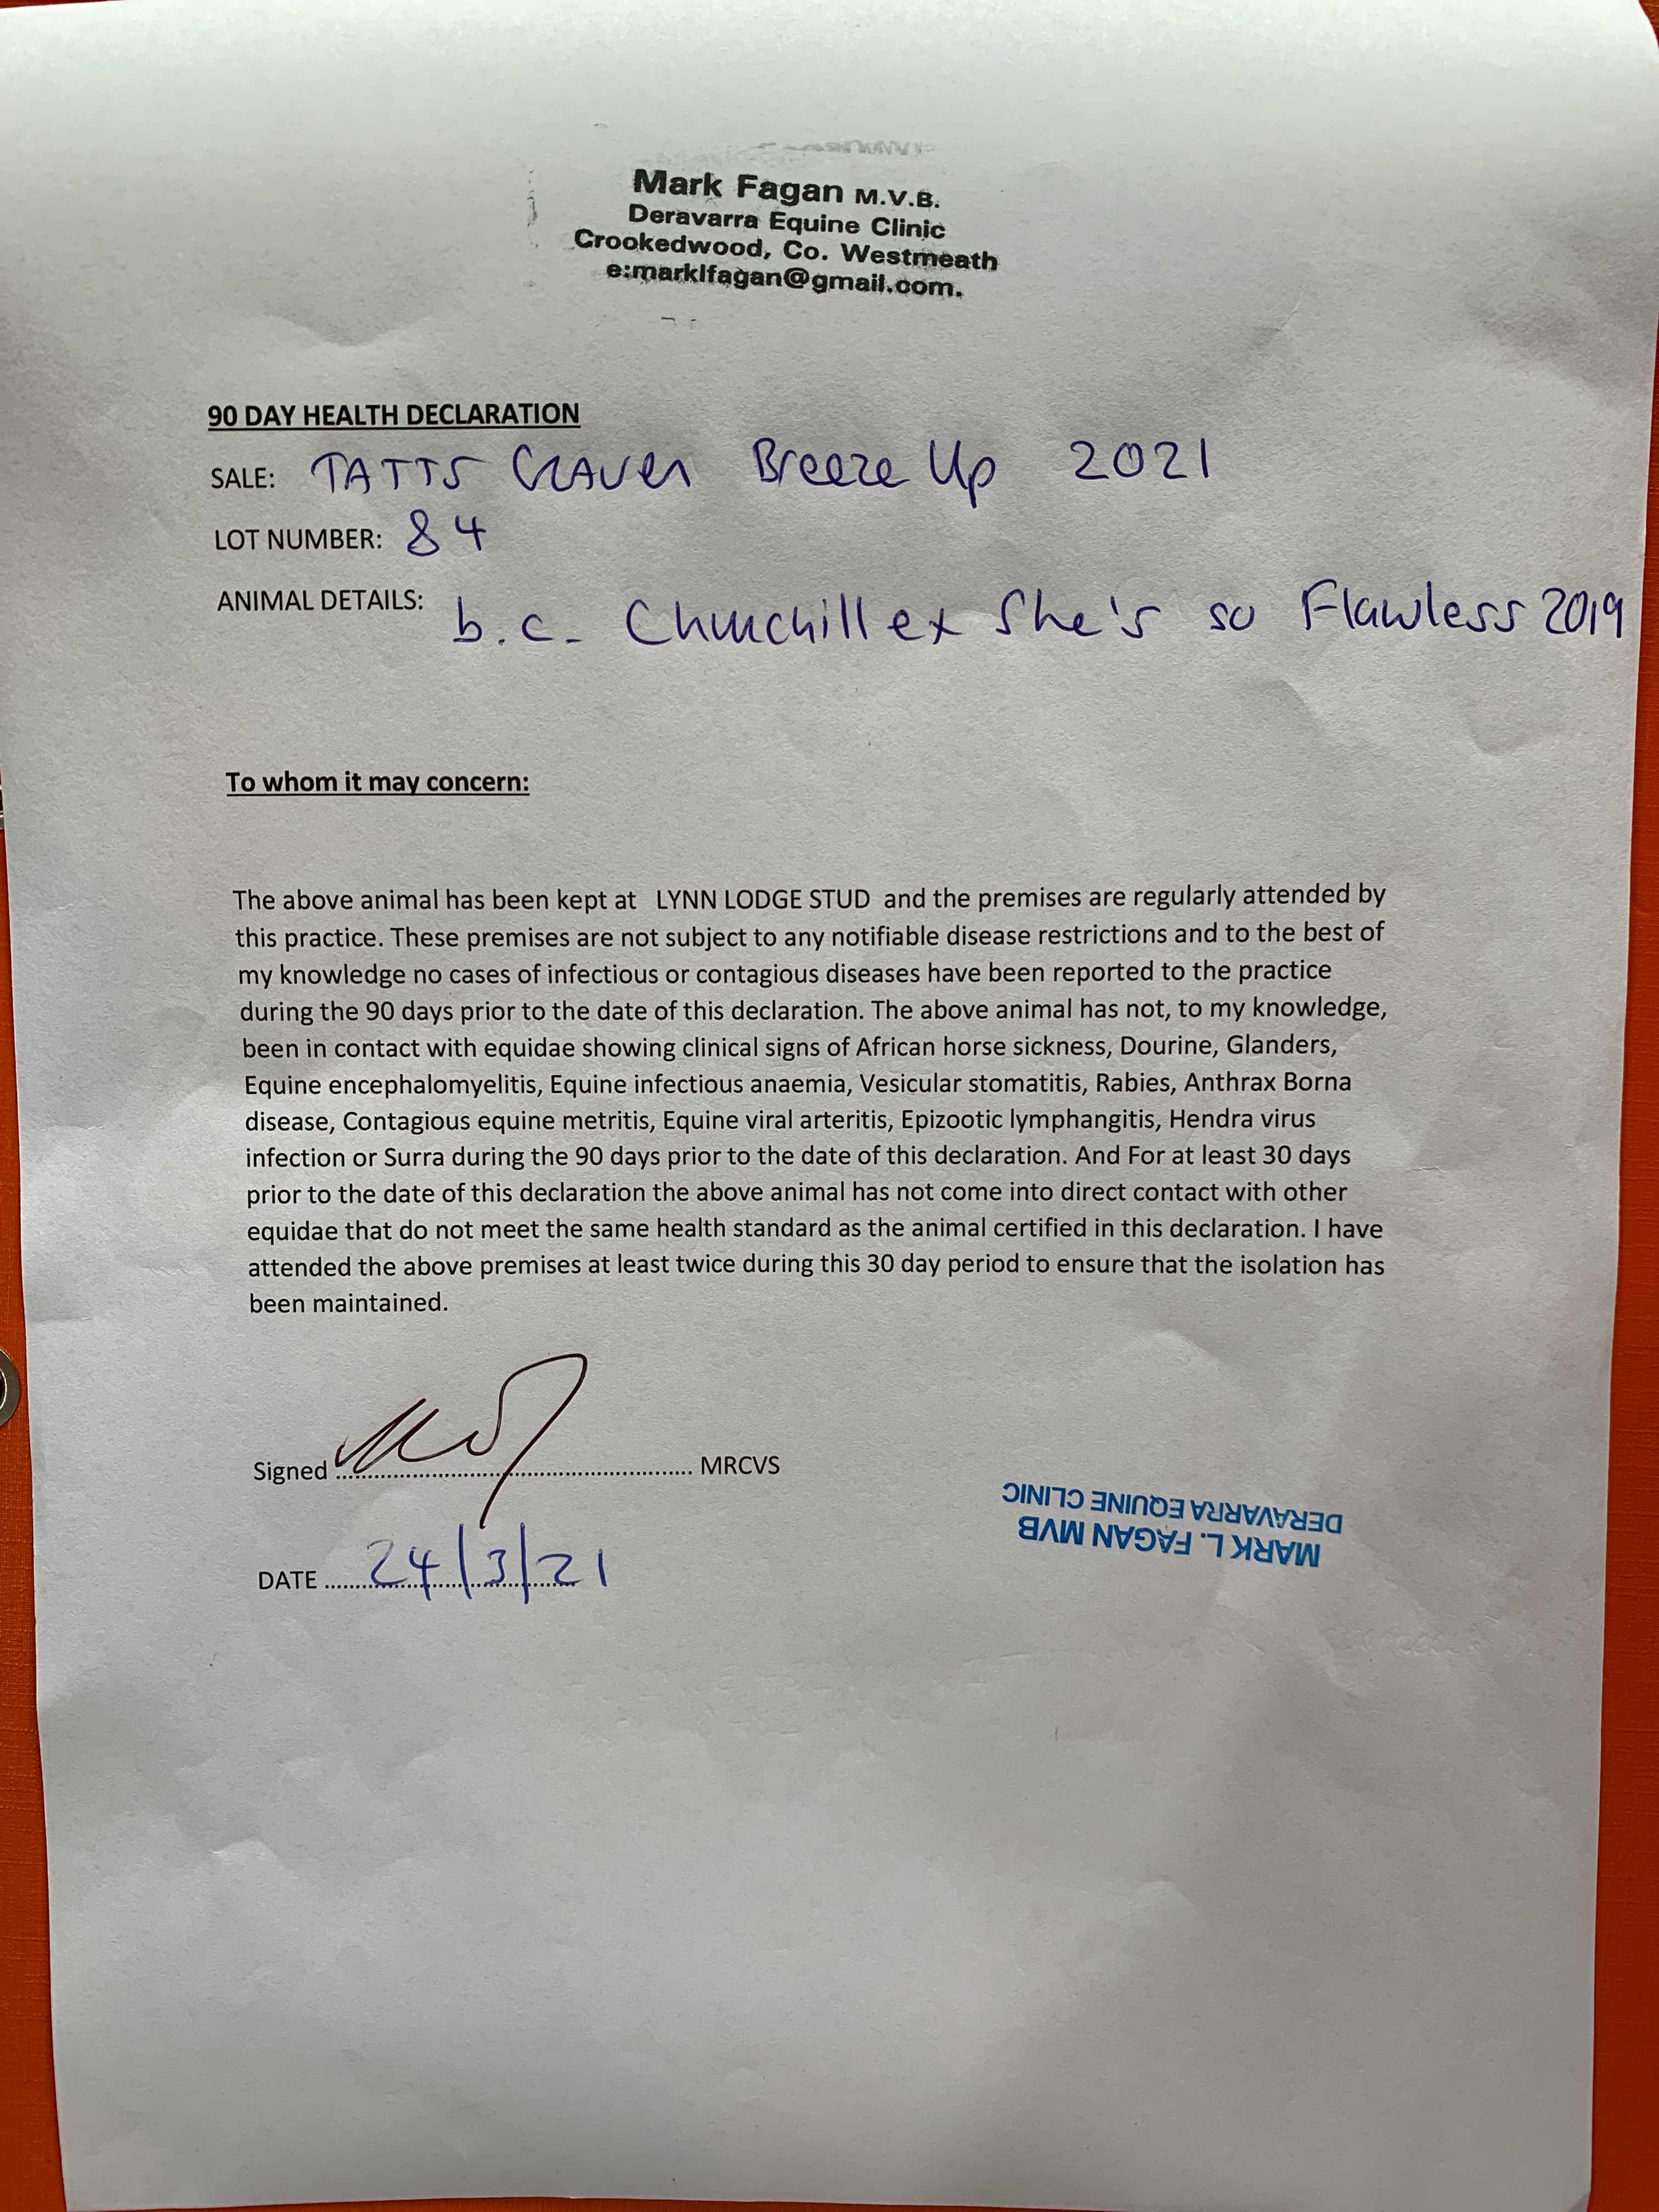 Mark Fagan M.V.B.
Deravarra Equine Clinic
Crookedwood, Co. Westmeath
e:marklfagan@gmail.com.
90 DAY HEALTH DECLARATION
SALE: TATTS CRAVEN Breeze Up 2021
LOT NUMBER: 84
ANIMAL DETAILS: b.c. Churchill ex She's so Flawless 2019
To whom it may concern:
The above animal has been kept at LYNN LODGE STUD and the premises are regularly attended by
this practice. These premises are not subject to any notifiable disease restrictions and to the best of
my knowledge no cases of infectious or contagious diseases have been reported to the practice
during the 90 days prior to the date of this declaration. The above animal has not, to my knowledge,
been in contact with equidae showing clinical signs of African horse sickness, Dourine, Glanders,
Equine encephalomyelitis, Equine infectious anaemia, Vesicular stomatitis, Rabies, Anthrax Borna
disease, Contagious equine metritis, Equine viral arteritis, Epizootic lymphangitis, Hendra virus
infection or Surra during the 90 days prior to the date of this declaration. And For at least 30 days
prior to the date of this declaration the above animal has not come into direct contact with other
equidae that do not meet the same health standard as the animal certified in this declaration. I have
attended the above premises at least twice during this 30 day period to ensure that the isolation has
been maintained.
Signed ........................................ MRCVS
MARK L. FAGAN MVB
DERAVARRA EQUINE CLINIC
DATE ........ 24/3/21